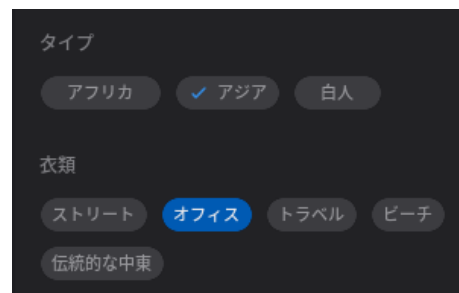 タイプ
アフリカ アジア 白人
衣類
ストリート オフィス トラベル ビーチ
伝統的な中東